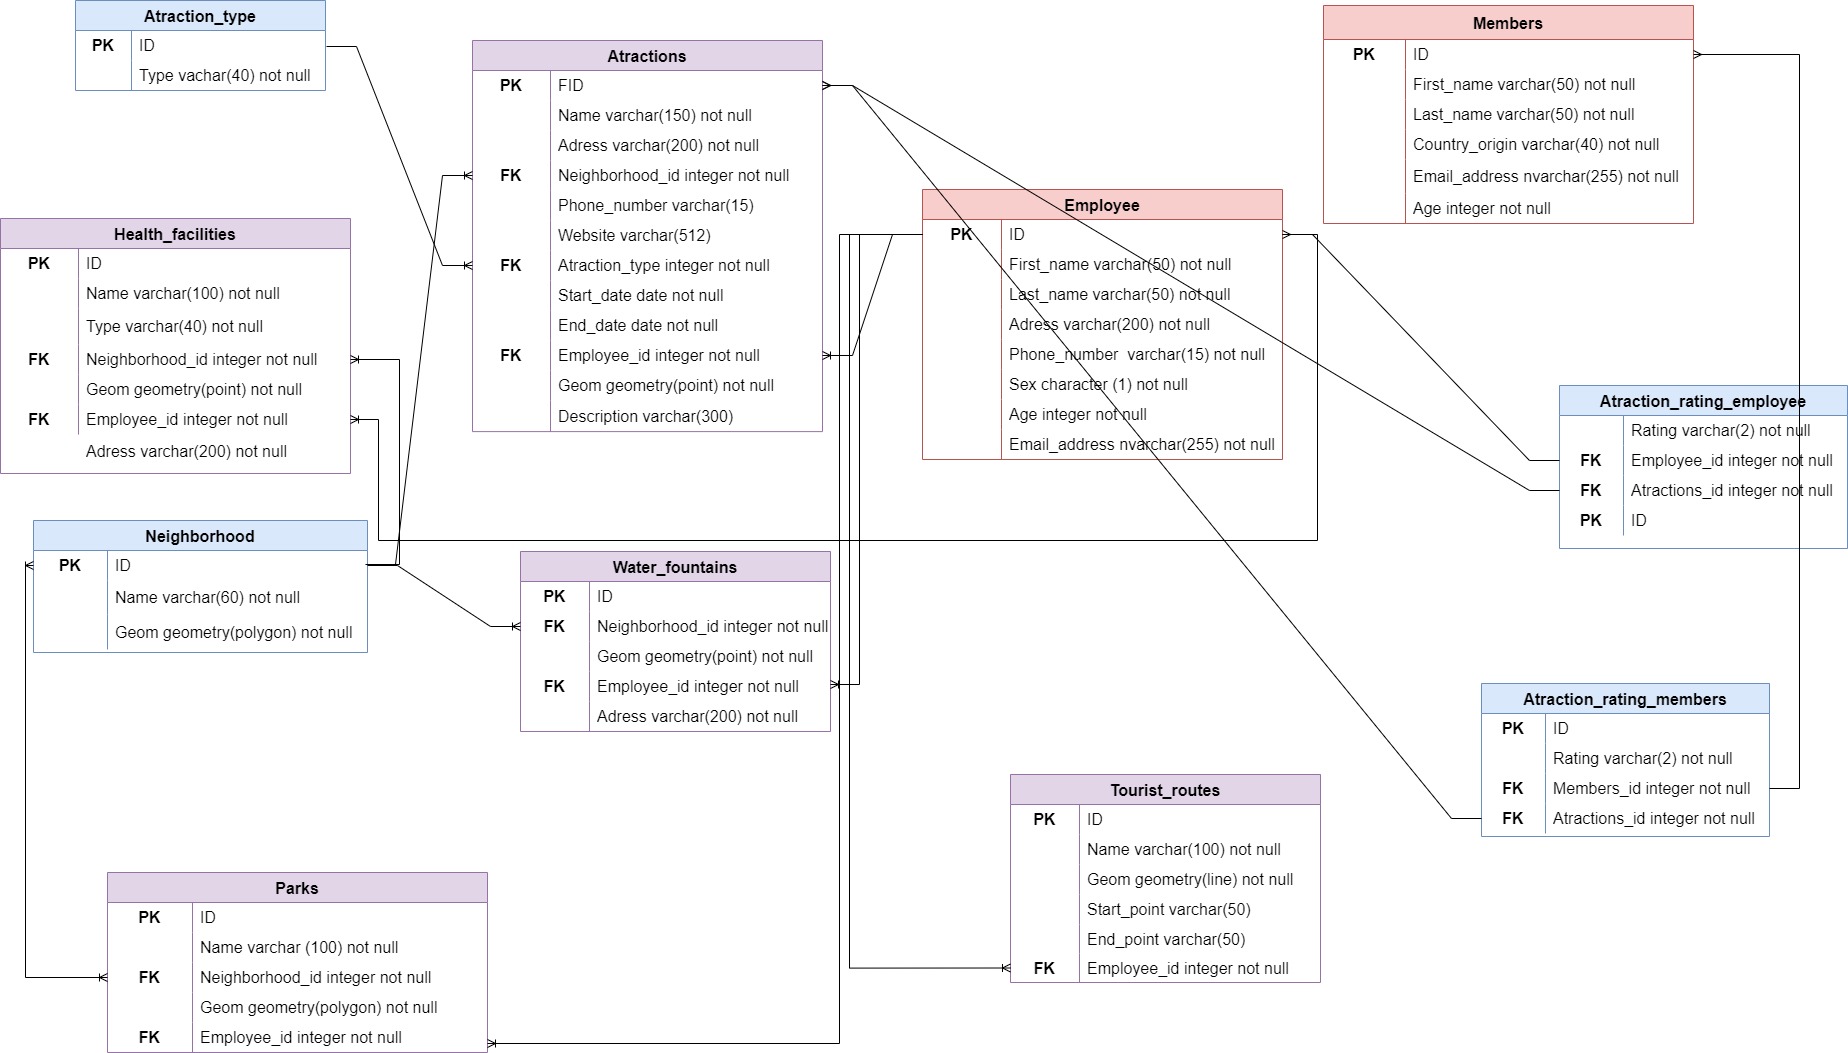 Atraction_type
PK ID
Type vachar(40) not null
Atractions
PK FID
Name varchar(150) not null
Adress varchar(200) not null
FK Neighborhood_id integer not null
Phone_number varchar(15)
Website varchar(512)
FK Atraction_type integer not null
Start_date date not null
End_date date not null
FK Employee_id integer not null
Geom geometry(point) not null
Description varchar(300)
Members
PK ID
First_name varchar(50) not null
Last_name varchar(50) not null
Country_origin varchar(40) not null
Email_address nvarchar(255) not null
Age integer not null
Employee
PK ID
First_name varchar(50) not null
Last_name varchar(50) not null
Adress varchar(200) not null
Phone_number varchar(15) not null
Sex character (1) not null
Age integer not null
Email_address nvarchar(255) not null
Health_facilities
PK ID
Name varchar(100) not null
Type varchar(40) not null
FK Neighborhood_id integer not null
Geom geometry(point) not null
FK Employee_id integer not null
Adress varchar(200) not null
Atraction_rating_employee
Rating varchar(2) not null
FK Employee_id integer not null
FK Atractions_id integer not null
PK ID
Neighborhood
PK ID
Name varchar(60) not null
Geom geometry(polygon) not null
Water_fountains
PK ID
FK Neighborhood_id integer not null
Geom geometry(point) not null
FK Employee_id integer not null
Adress varchar(200) not null
Atraction_rating_members
PK ID
Rating varchar(2) not null
FK Members_id integer not null
FK Atractions_id integer not null
Tourist_routes
PK ID
Name varchar(100) not null
Geom geometry(line) not null
Start_point varchar(50)
End_point varchar(50)
FK Employee_id integer not null
Parks
PK ID
Name varchar (100) not null
FK Neighborhood_id integer not null
Geom geometry(polygon) not null
FK Employee_id integer not null